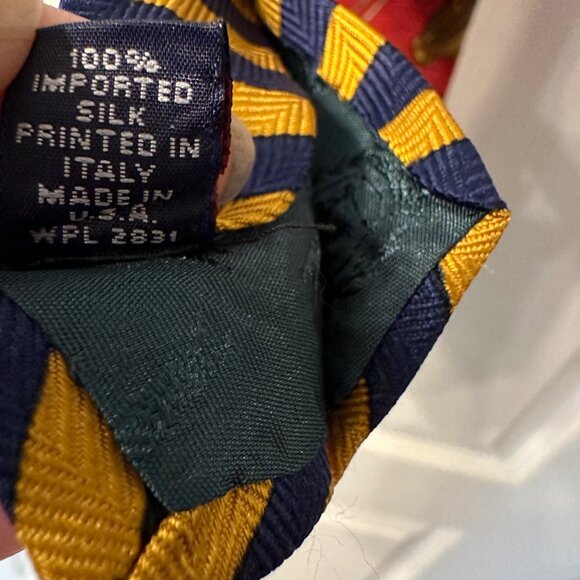 100%
IMPORTED
SILK
PRINTED IN
ITALY
MADE IN
U.S.A.
WPL 2831